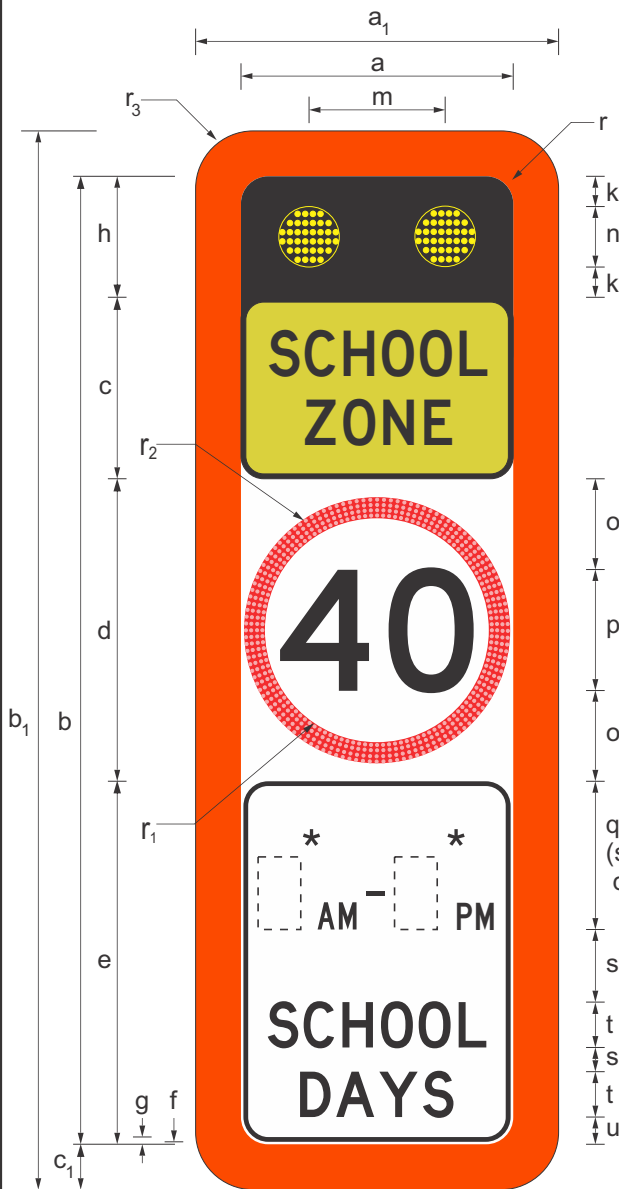 a₁
a
m
r₃
r
k
h
n
k
SCHOOL
c
ZONE
r₂
o
40
d
p
b₁
b
o
r₁
q
(s
c
* *
AM - PM
e
s
SCHOOL
t
s
DAYS
t
g
f
u
c₁